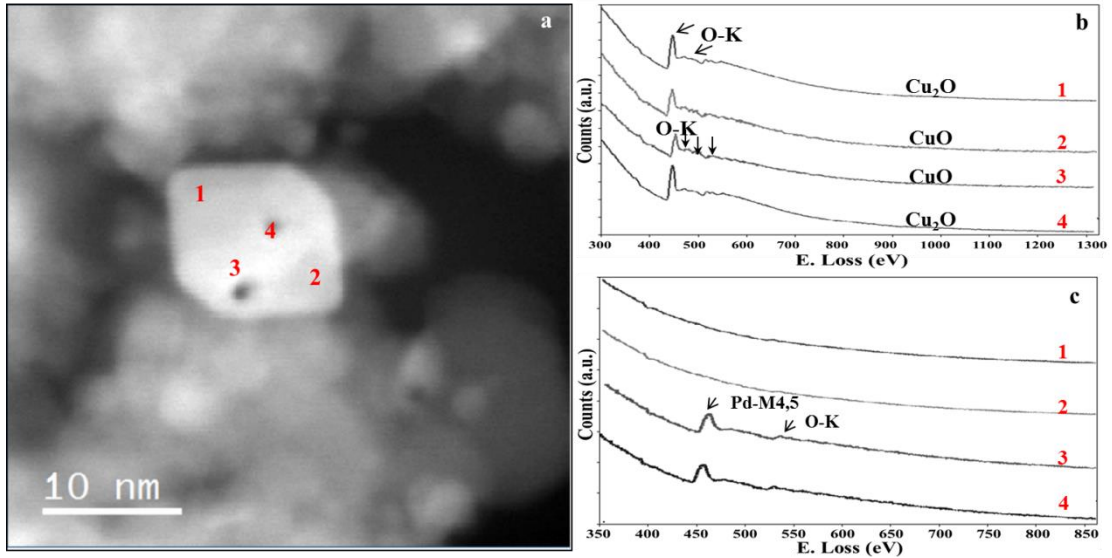 a
1
4
3
2
10 nm
b
O-K
Cu₂O
1
CuO
2
O-K
CuO
3
Cu₂O
4
Counts (a.u.)
300 400 500 600 700 800 900 1000 1100 1200 1300
E. Loss (eV)
c
1
2
Pd-M4,5
O-K
3
4
Counts (a.u.)
350 400 450 500 550 600 650 700 750 800 850
E. Loss (eV)